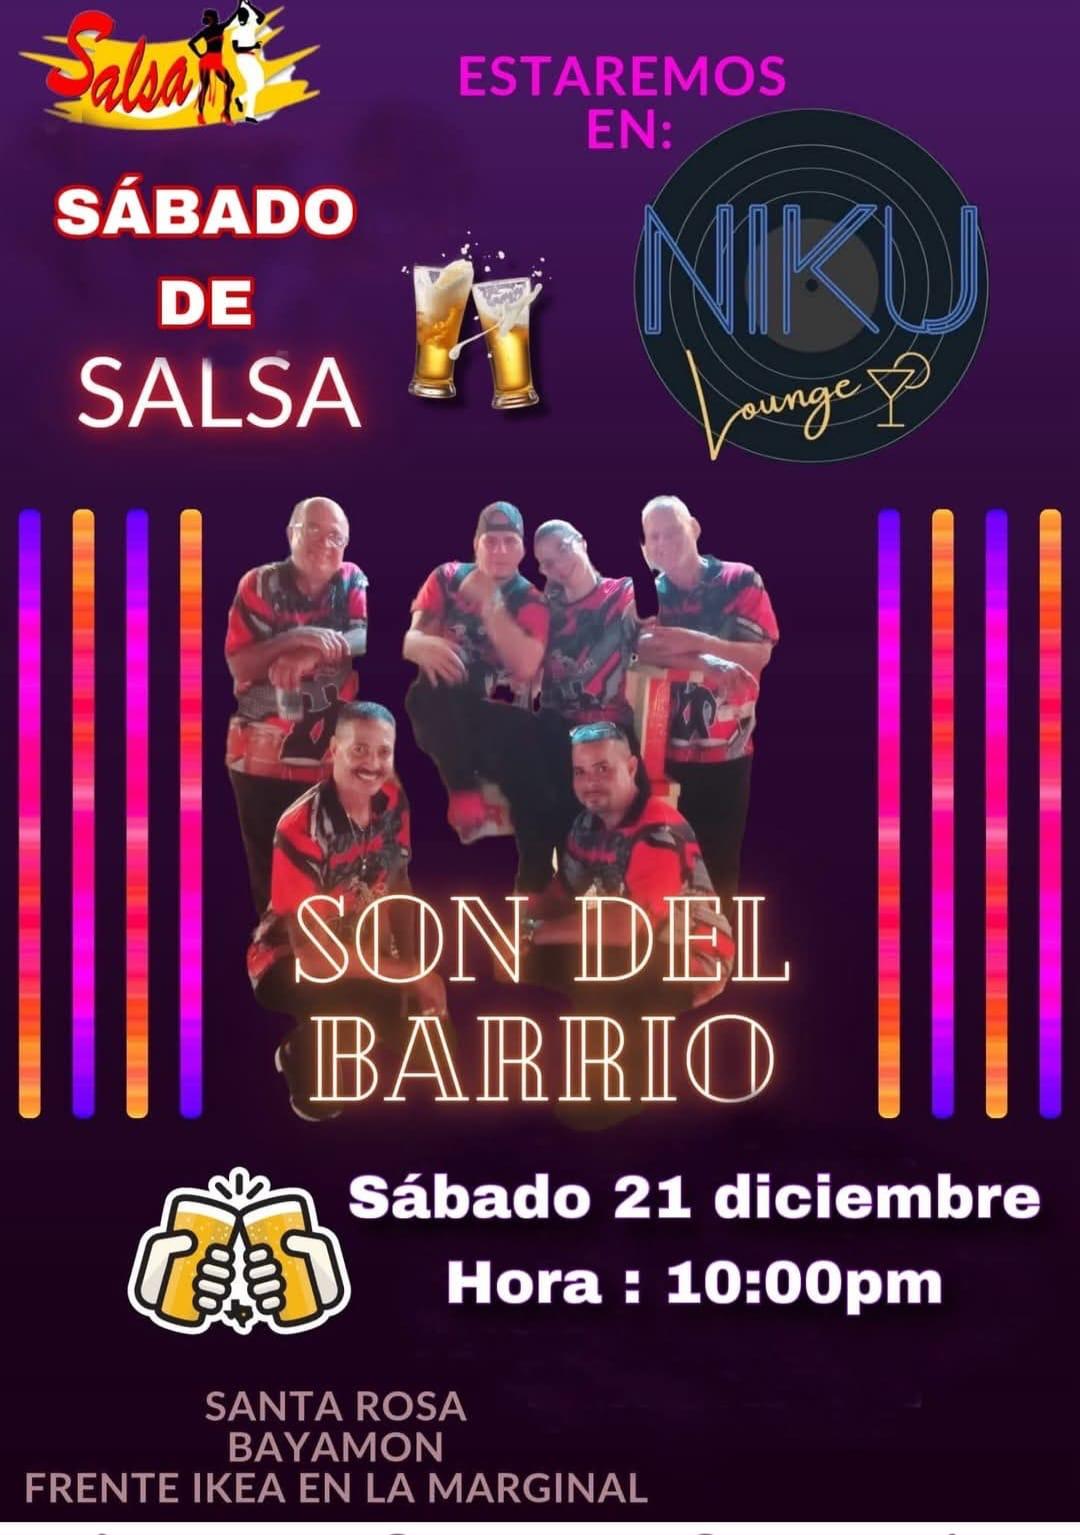 Salsa
ESTAREMOS
EN:
SÁBADO
DE
SALSA
NIKU
Lounge
SON DEL
BARRIO
Sábado 21 diciembre
Hora : 10:00pm
SANTA ROSA
BAYAMON
FRENTE IKEA EN LA MARGINAL